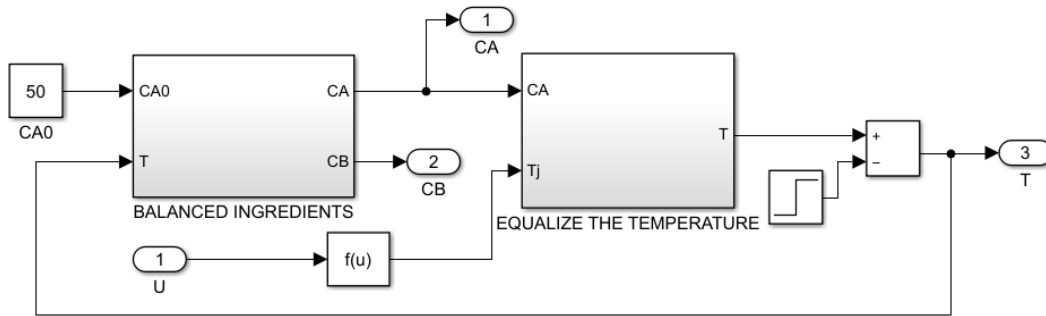 1
CA
50
CA0
CA0
CA
T
CB
BALANCED INGREDIENTS
2
CB
CA
T
Tj
EQUALIZE THE TEMPERATURE
+
−
3
T
1
U
f(u)